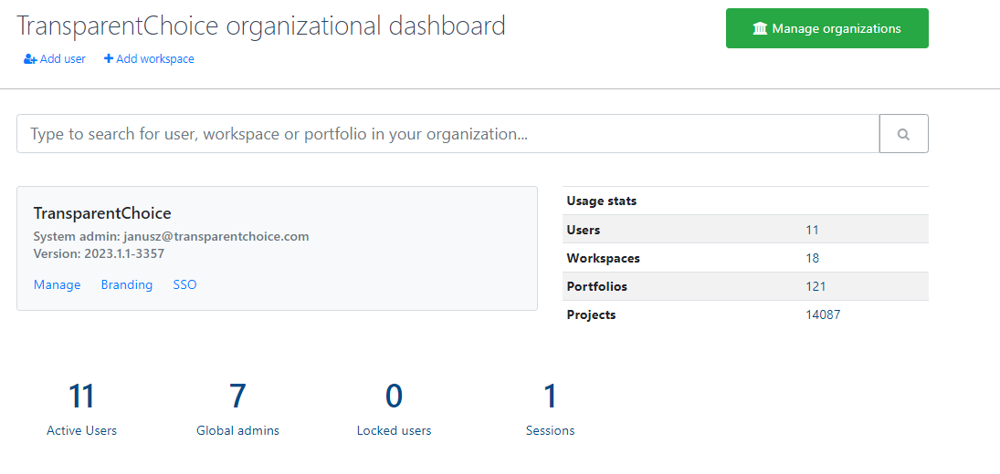 TransparentChoice organizational dashboard
Manage organizations
Add user Add workspace
Type to search for user, workspace or portfolio in your organization...
TransparentChoice
System admin: janusz@transparentchoice.com
Version: 2023.1.1-3357
Manage Branding SSO
Usage stats
Users 11
Workspaces 18
Portfolios 121
Projects 14087
11 7 0 1
Active Users Global admins Locked users Sessions